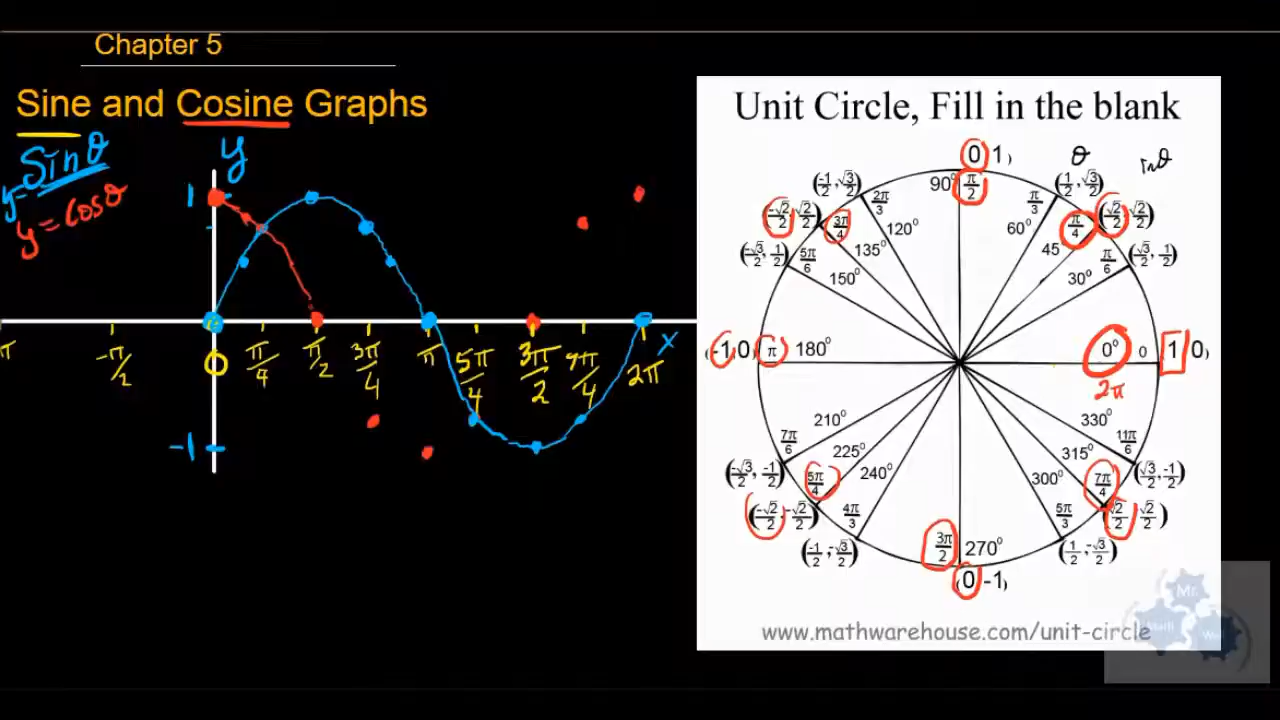 Chapter 5
Sine and Cosine Graphs
y=Sinθ
y=cosθ
y
1
-1
-π/2
0
π/4
π/2
3π/4
π
5π/4
3π/2
7π/4
2π
x
Unit Circle, Fill in the blank
0 1)
θ
sinθ
90° π/2
(-1/2, √3/2)
2π/3
120°
(-√2/2, √2/2)
3π/4
135°
(-√3/2, 1/2)
5π/6
150°
(1/2, √3/2)
π/3
60°
(√2/2, √2/2)
π/4
45
(√3/2, 1/2)
π/6
30°
(-1,0) π 180°
0° 0 1 0)
2π
210°
7π/6
(-√3/2, -1/2)
225°
5π/4
(-√2/2, -√2/2)
240°
4π/3
(-1/2, -√3/2)
330°
11π/6
(√3/2, -1/2)
315°
7π/4
(√2/2 √2/2)
300°
5π/3
(1/2, -√3/2)
3π/2 270°
(0 -1)
www.mathwarehouse.com/unit-circle
Mr.
Math
Well